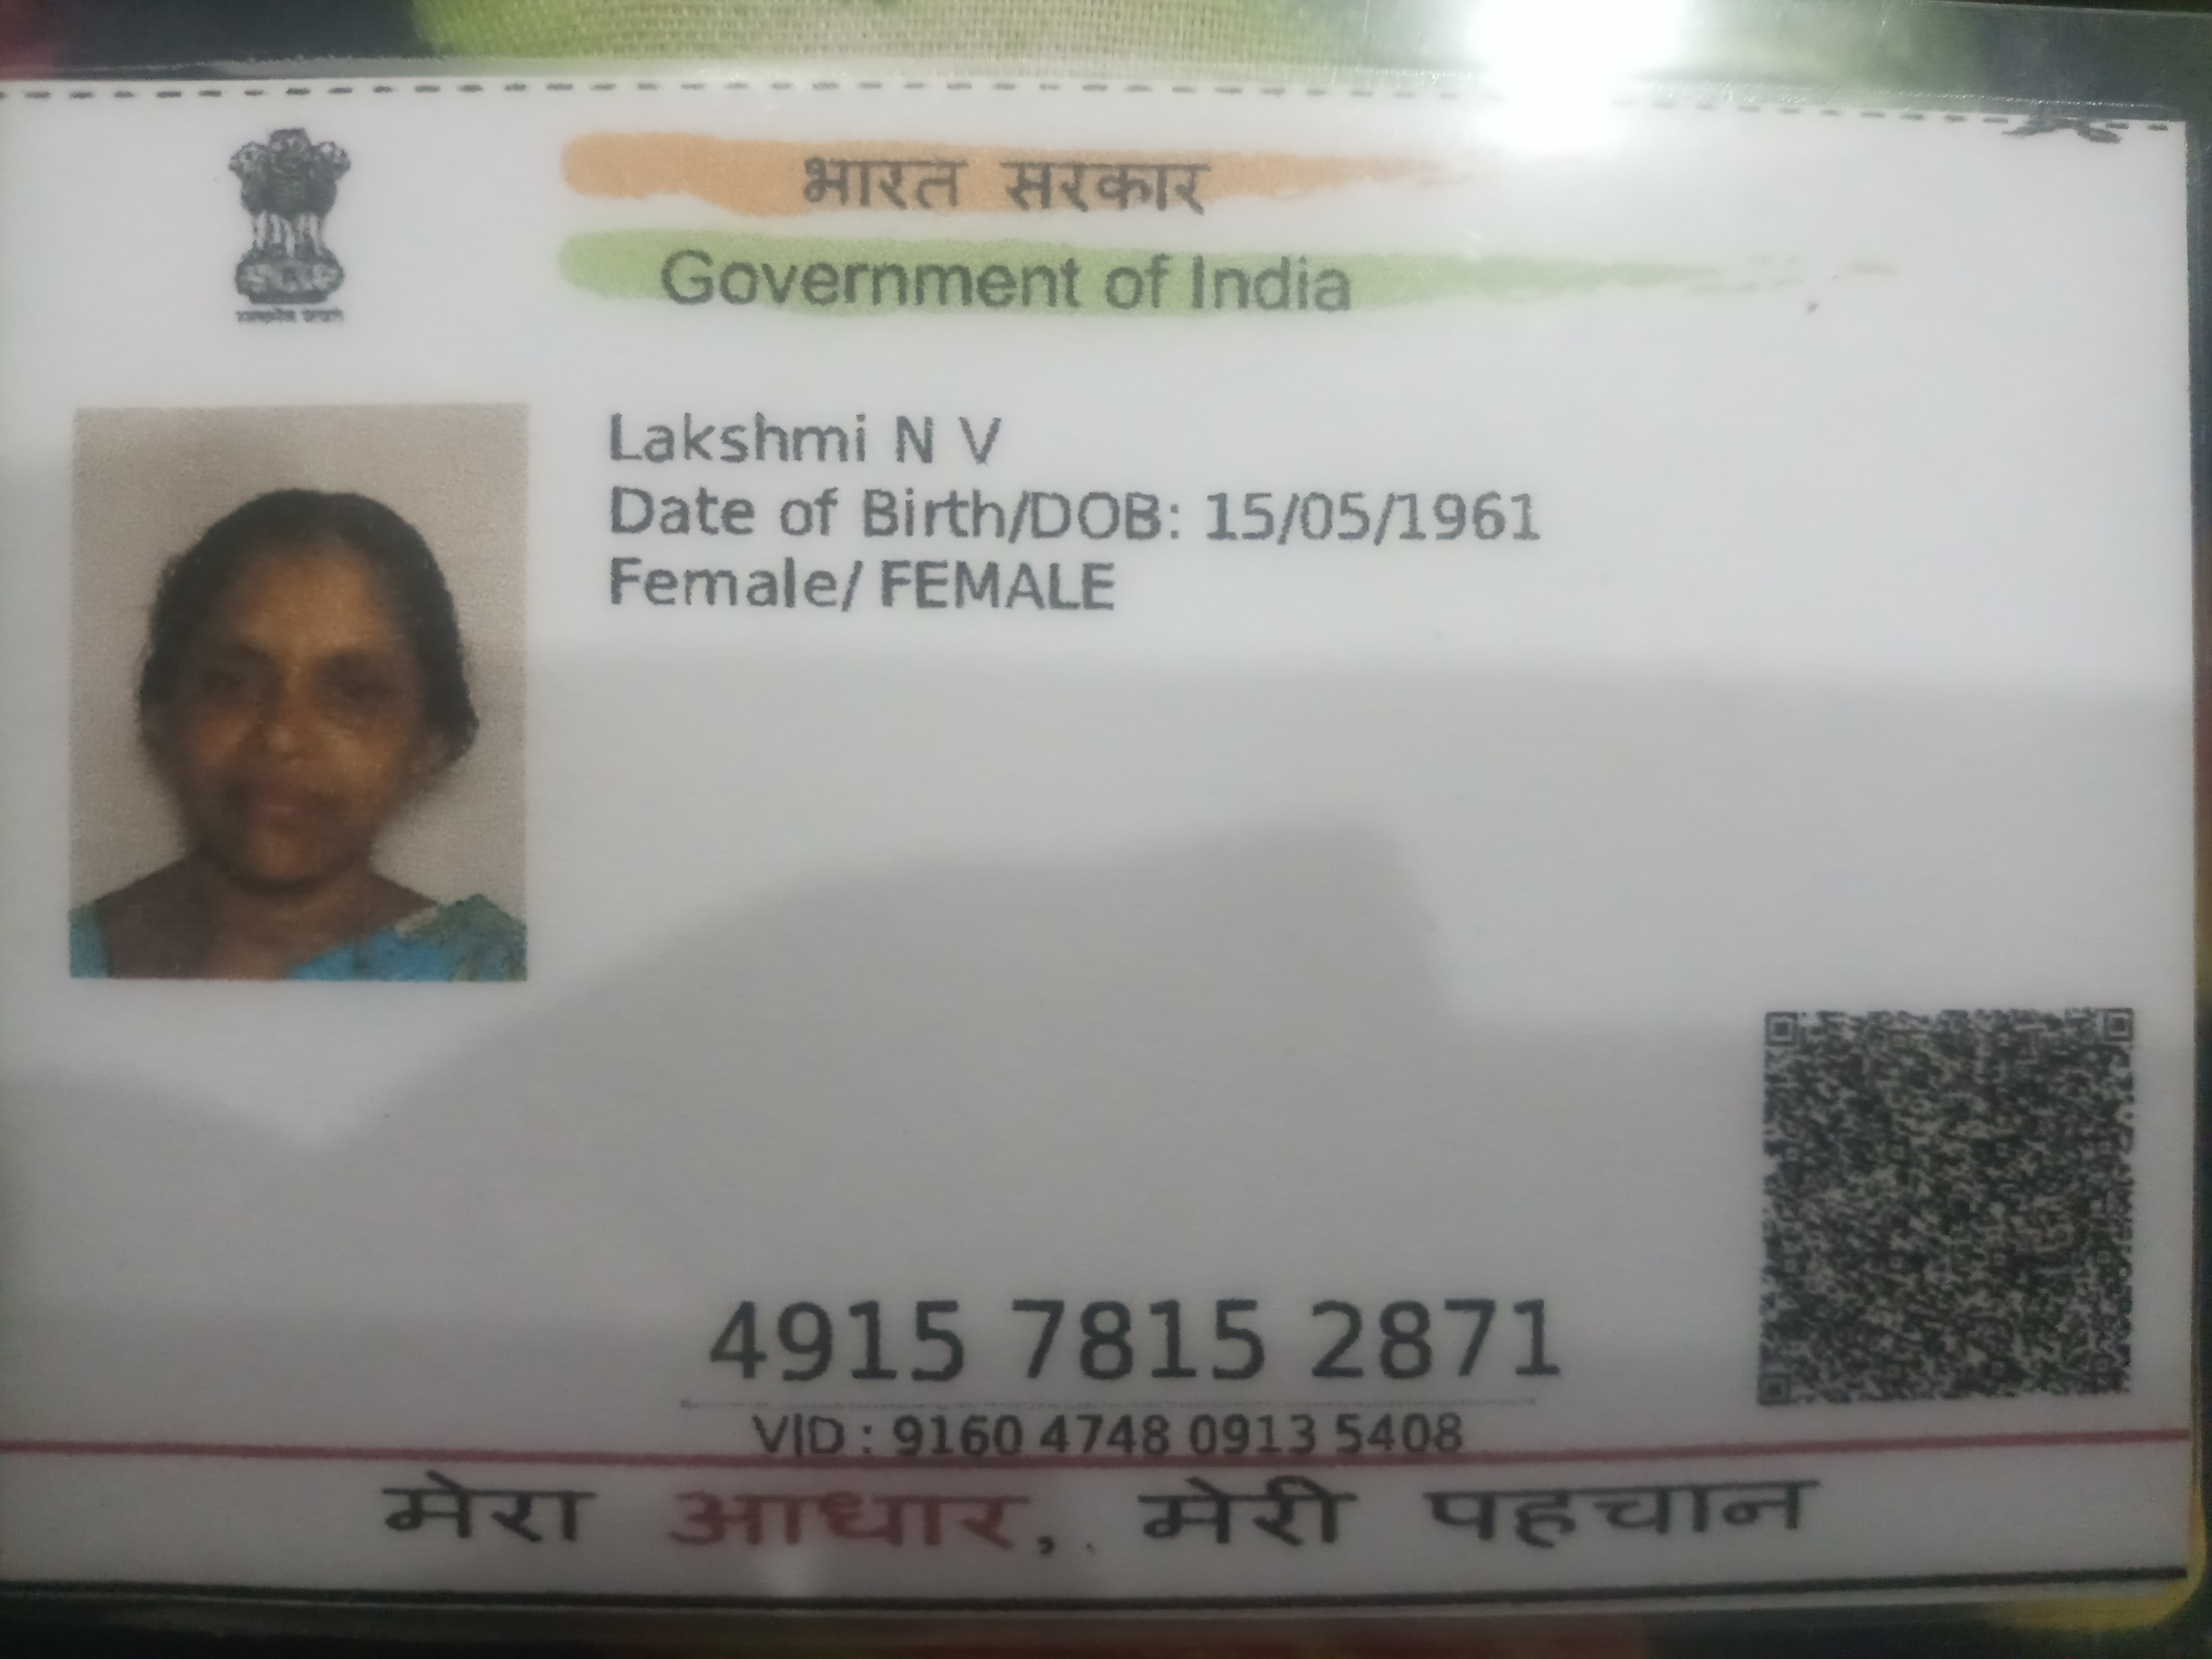 भारत सरकार
Government of India
Lakshmi N V
Date of Birth/DOB: 15/05/1961
Female/ FEMALE
4915 7815 2871
VID : 9160 4748 0913 5408
मेरा आधार, मेरी पहचान